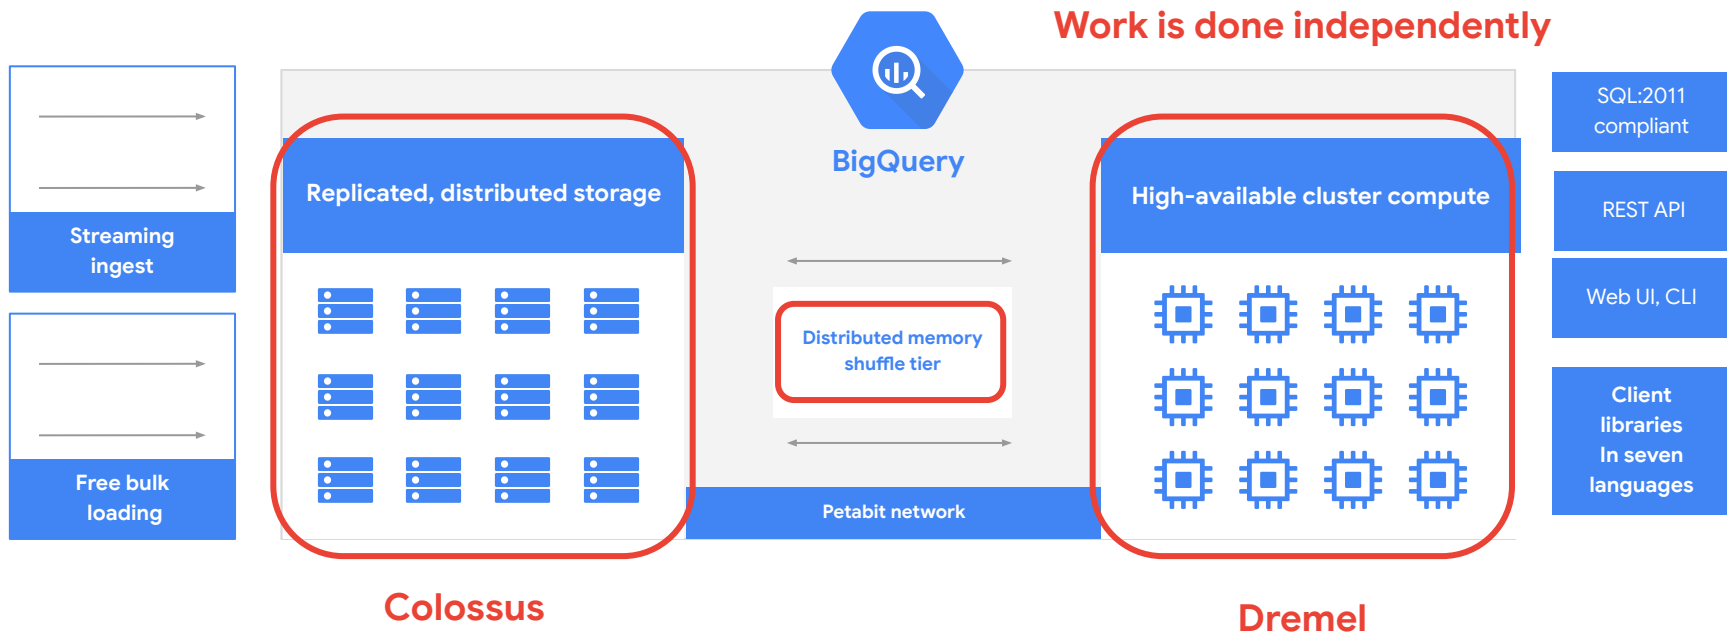 Work is done independently
Streaming
ingest
Free bulk
loading
Replicated, distributed storage
Colossus
BigQuery
Distributed memory
shuffle tier
Petabit network
High-available cluster compute
Dremel
SQL:2011
compliant
REST API
Web UI, CLI
Client
libraries
In seven
languages